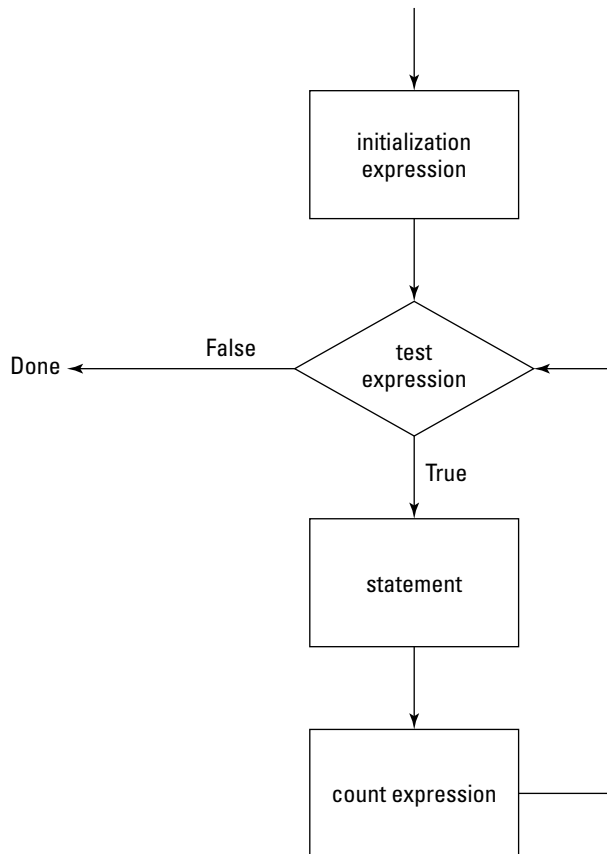 initialization
expression
False
test
expression
Done
True
statement
count expression